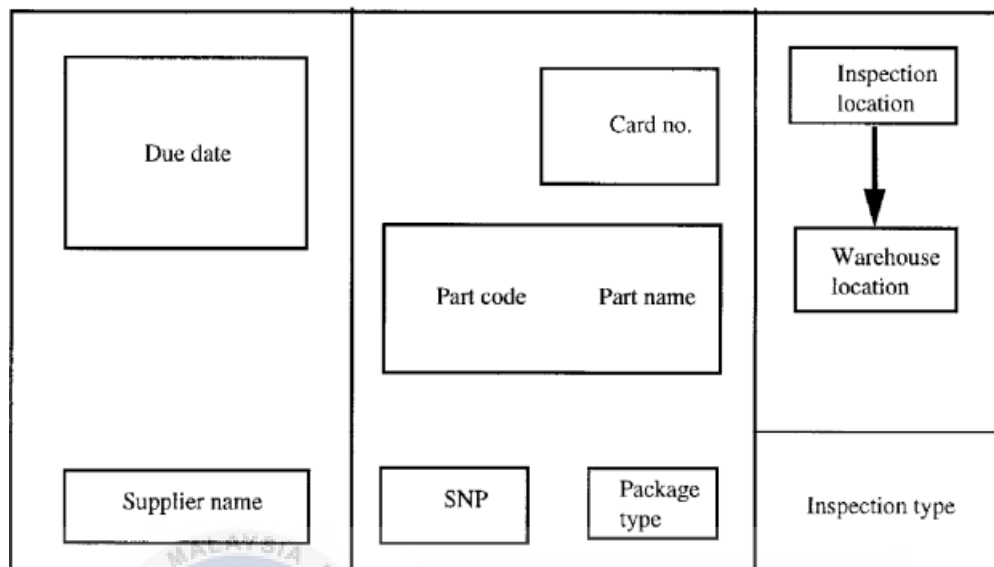 Due date
Supplier name
Card no.
Part code Part name
SNP
Package
type
Inspection
location
Warehouse
location
Inspection type
MALAYSIA